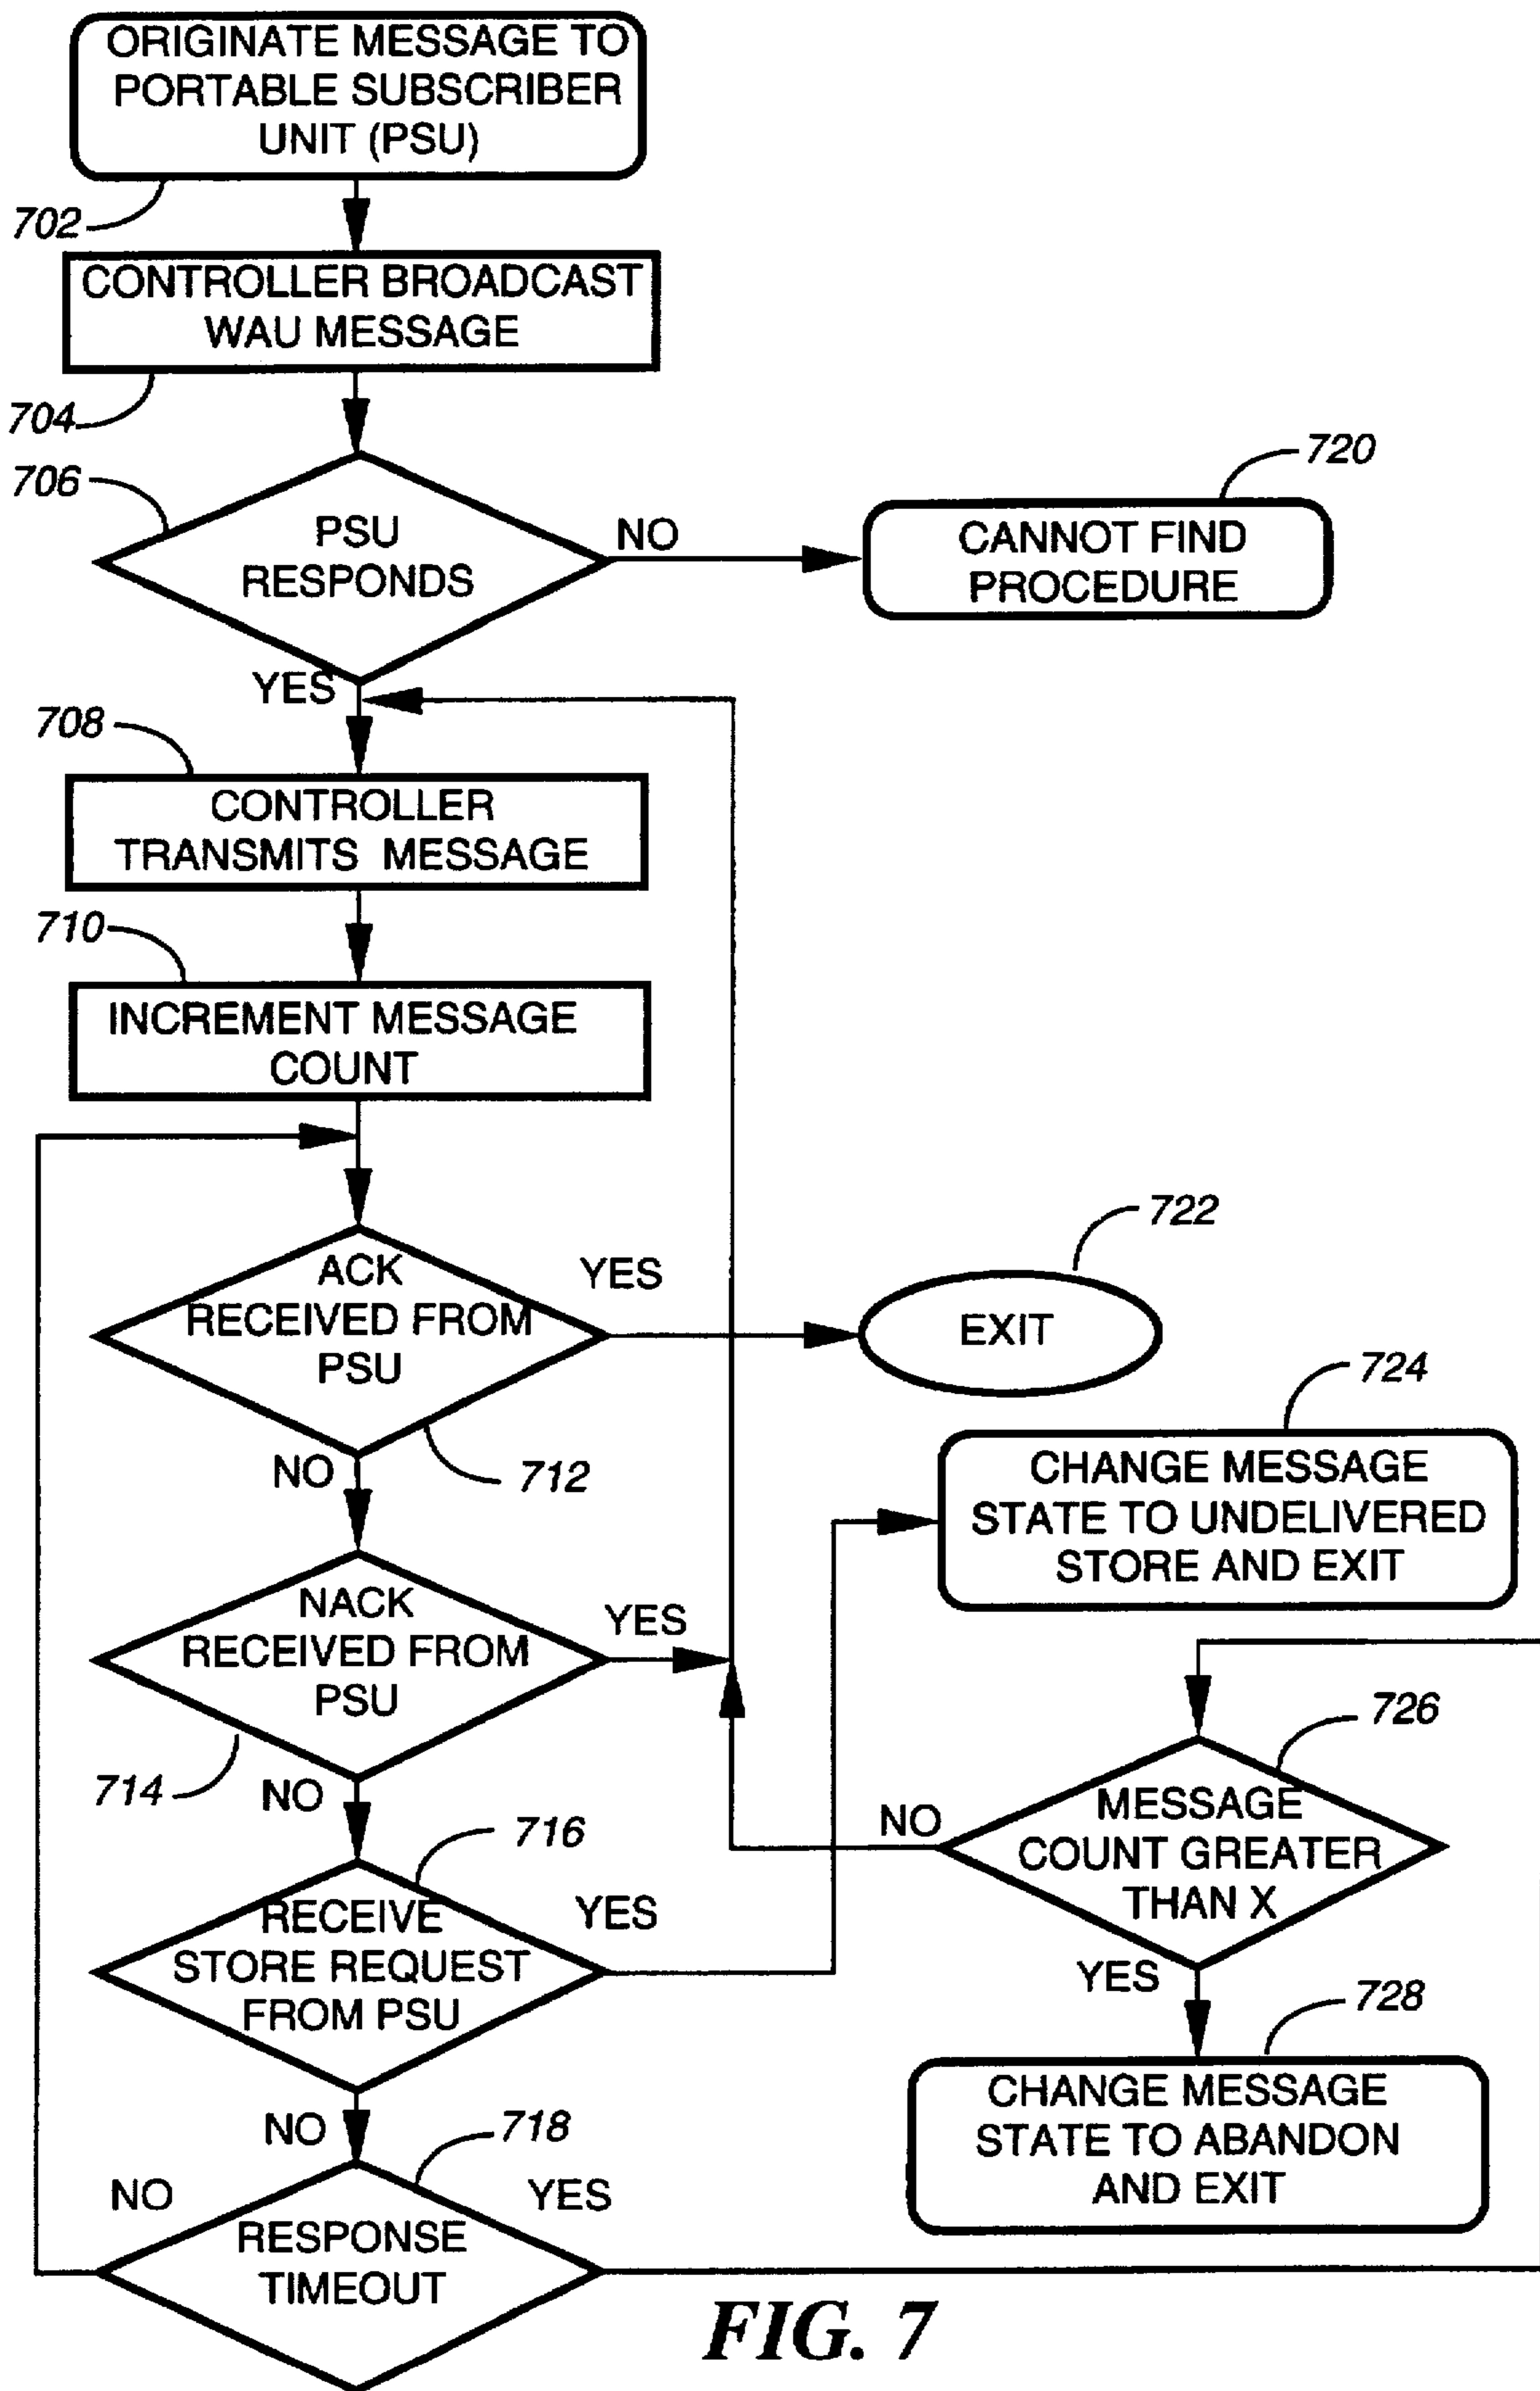 ORIGINATE MESSAGE TO
PORTABLE SUBSCRIBER
UNIT (PSU)
702
CONTROLLER BROADCAST
WAU MESSAGE
704
706
PSU
RESPONDS
NO
720
CANNOT FIND
PROCEDURE
YES
708
CONTROLLER
TRANSMITS MESSAGE
710
INCREMENT MESSAGE
COUNT
ACK
RECEIVED FROM
PSU
YES
722
EXIT
NO
712
724
CHANGE MESSAGE
STATE TO UNDELIVERED
STORE AND EXIT
NACK
RECEIVED FROM
PSU
YES
714
NO
726
MESSAGE
COUNT GREATER
THAN X
NO
YES
716
RECEIVE
STORE REQUEST
FROM PSU
YES
728
CHANGE MESSAGE
STATE TO ABANDON
AND EXIT
NO
718
NO
YES
RESPONSE
TIMEOUT
FIG. 7